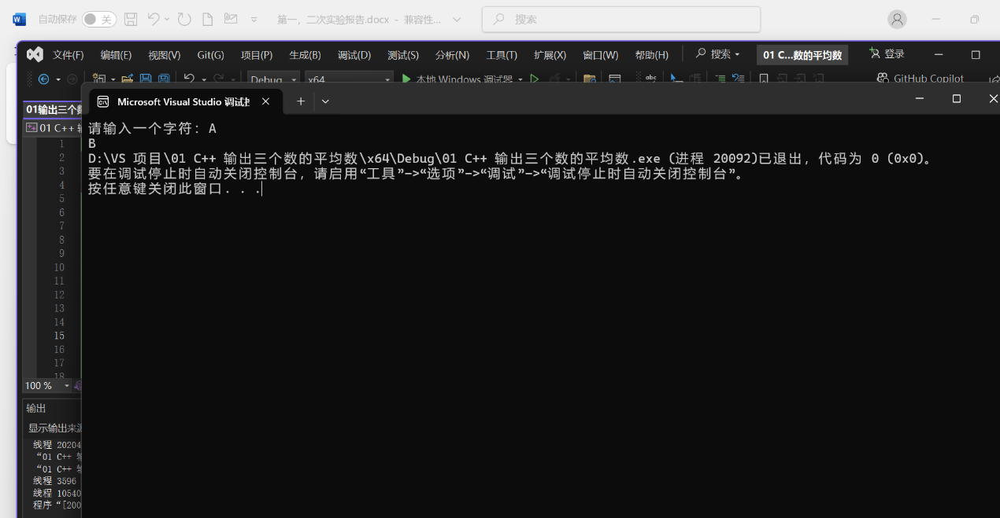 自动保存 关 第一，二次实验报告.docx - 兼容性... 搜索
文件(F) 编辑(E) 视图(V) Git(G) 项目(P) 生成(B) 调试(D) 测试(S) 分析(N) 工具(T) 扩展(X) 窗口(W) 帮助(H) 搜索 01 C...数的平均数 登录
Debug x64 本地 Windows 调试器 GitHub Copilot
01输出三个数
Microsoft Visual Studio 调试
01 C++
请输入一个字符: A
B
D:\VS 项目\01 C++ 输出三个数的平均数\x64\Debug\01 C++ 输出三个数的平均数.exe (进程 20092)已退出，代码为 0 (0x0)。
要在调试停止时自动关闭控制台，请启用“工具”->“选项”->“调试”->“调试停止时自动关闭控制台”。
按任意键关闭此窗口. . .
1
2
3
4
5
6
7
8
9
10
11
12
13
14
15
16
17
18
100 %
输出
显示输出来源
线程 20204
“01 C++
“01 C++
线程 3596
线程 10540
程序“[200